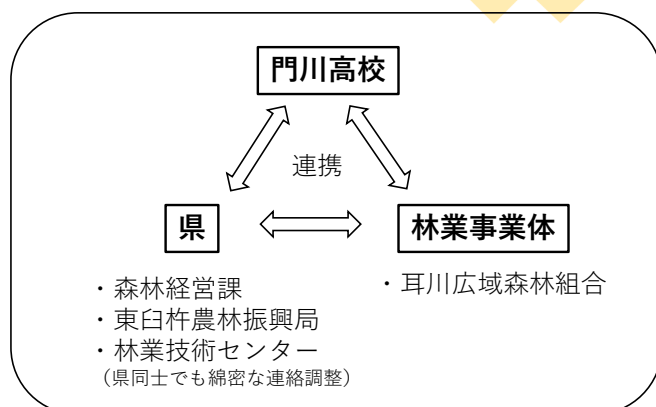 門川高校
連携
県
林業事業体
・森林経営課
・東臼杵農林振興局
・林業技術センター
（県同士でも綿密な連絡調整）
・耳川広域森林組合